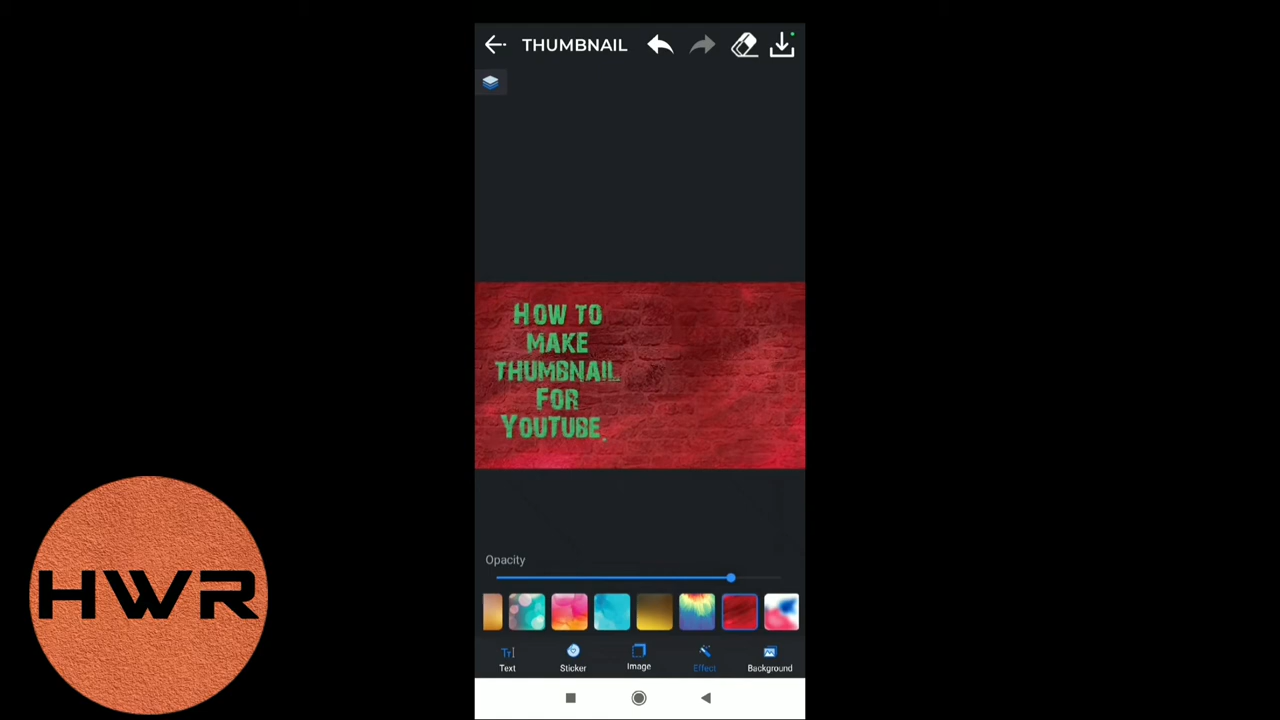 THUMBNAIL
How to
make
thumbnail
for
Youtube.
Opacity
Text
Sticker
Image
Effect
Background
HWR